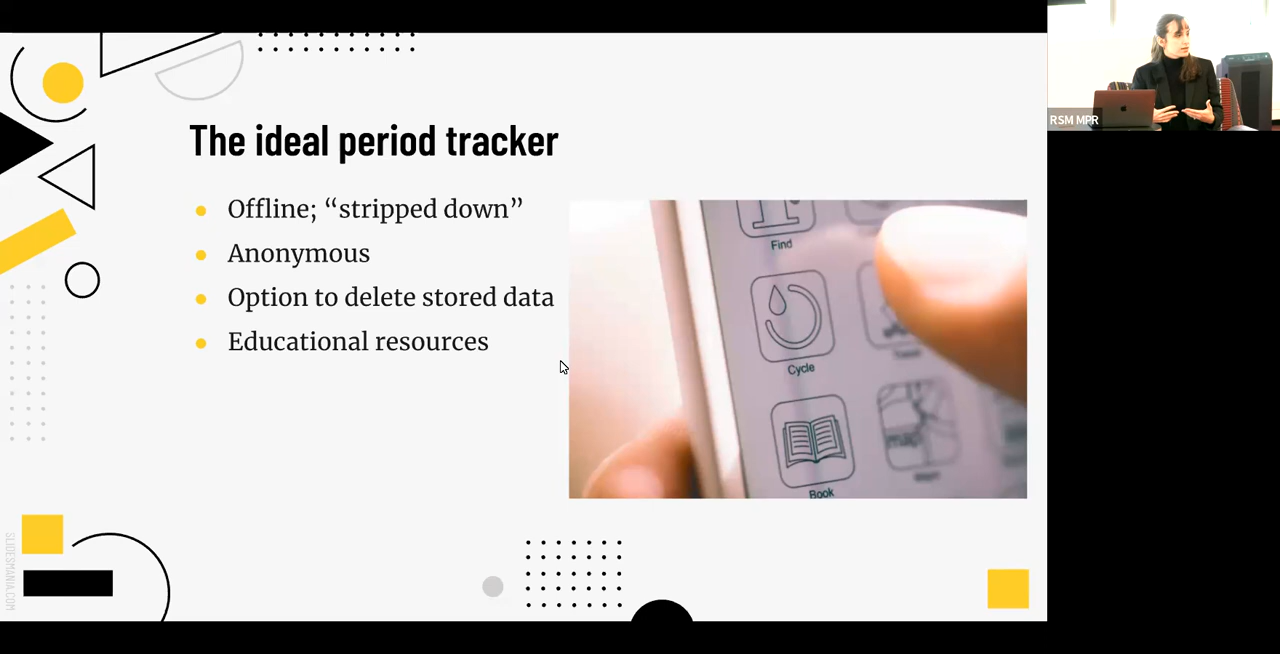 The ideal period tracker
Offline; “stripped down”
Anonymous
Option to delete stored data
Educational resources
Find
Cycle
Book
map
SLIDESMANIA.COM
RSM MPR